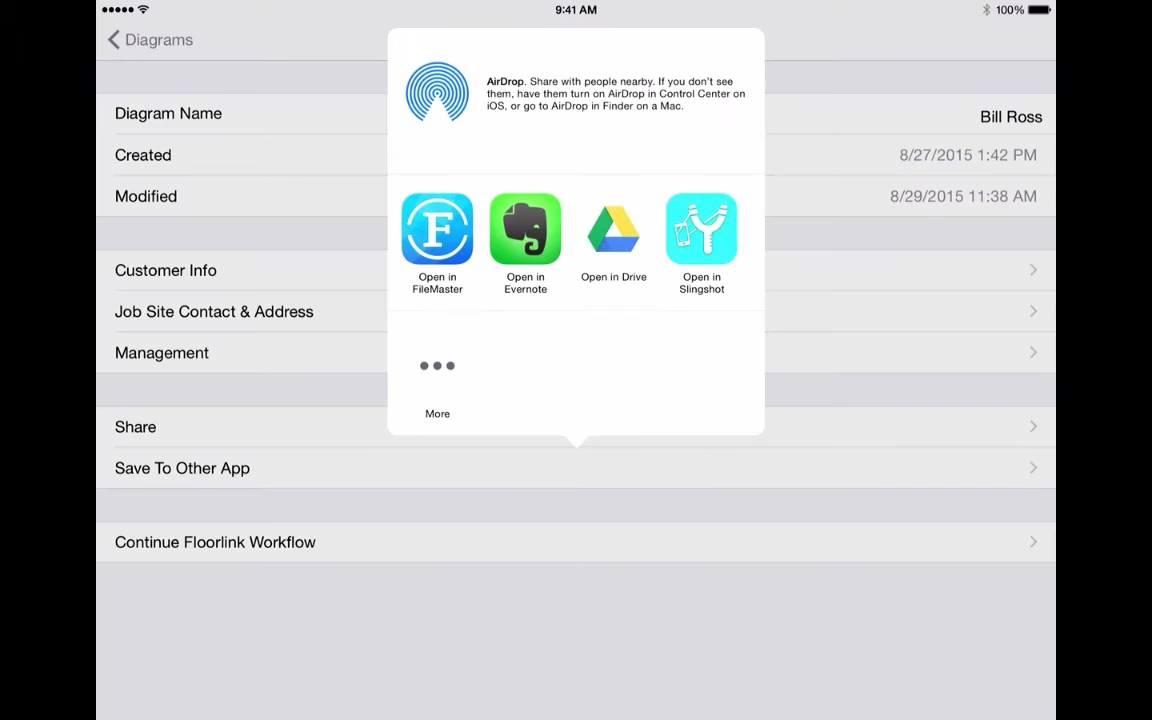 9:41 AM
100%
Diagrams
AirDrop. Share with people nearby. If you don't see
them, have them turn on AirDrop in Control Center on
iOS, or go to AirDrop in Finder on a Mac.
Diagram Name
Bill Ross
Created
8/27/2015 1:42 PM
Modified
8/29/2015 11:38 AM
F
Open in
FileMaster
Open in
Evernote
Open in Drive
Open in
Slingshot
Customer Info
Job Site Contact & Address
Management
More
Share
Save To Other App
Continue Floorlink Workflow